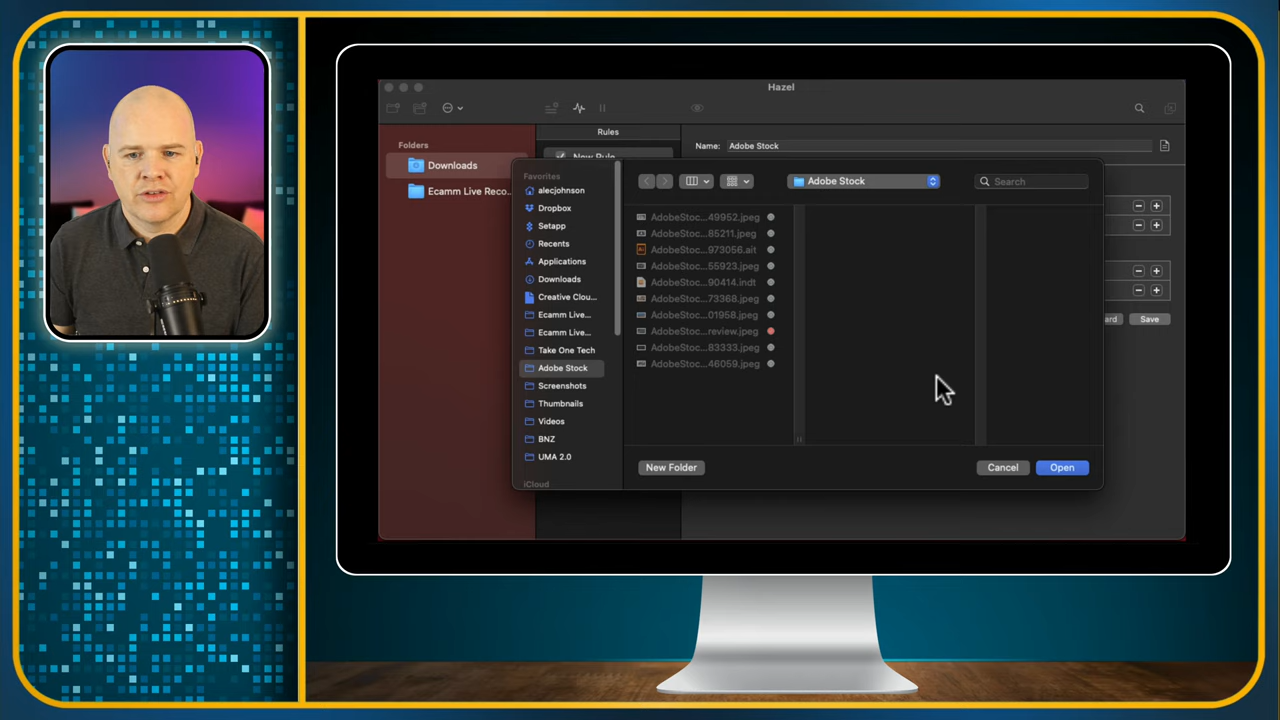 Hazel
Folders
Downloads
Ecamm Live Reco...
Rules
New Rule
Name: Adobe Stock
Favorites
alecjohnson
Dropbox
Setapp
Recents
Applications
Downloads
Creative Clou...
Ecamm Live...
Ecamm Live...
Take One Tech
Adobe Stock
Screenshots
Thumbnails
Videos
BNZ
UMA 2.0
iCloud
Adobe Stock
Search
AdobeStoc...49952.jpeg
AdobeStoc...85211.jpeg
AdobeStoc...973056.ait
AdobeStoc...55923.jpeg
AdobeStoc...90414.indt
AdobeStoc...73368.jpeg
AdobeStoc...01958.jpeg
AdobeStoc...review.jpeg
AdobeStoc...83333.jpeg
AdobeStoc...46059.jpeg
New Folder
Cancel
Open
Save